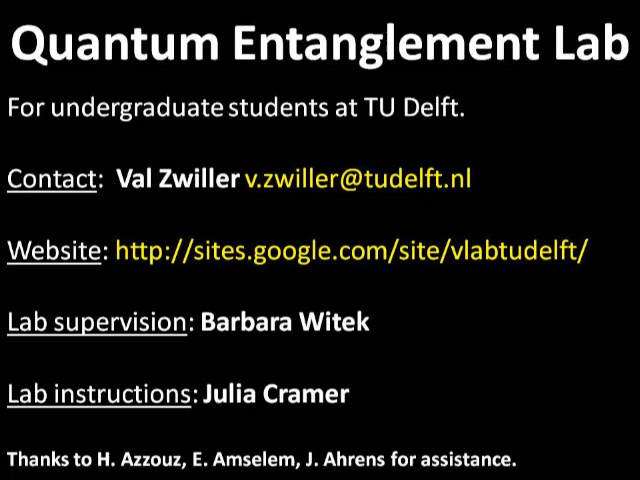 Quantum Entanglement Lab
For undergraduate students at TU Delft.
Contact: Val Zwiller v.zwiller@tudelft.nl
Website: http://sites.google.com/site/vlabtudelft/
Lab supervision: Barbara Witek
Lab instructions: Julia Cramer
Thanks to H. Azzouz, E. Amselem, J. Ahrens for assistance.